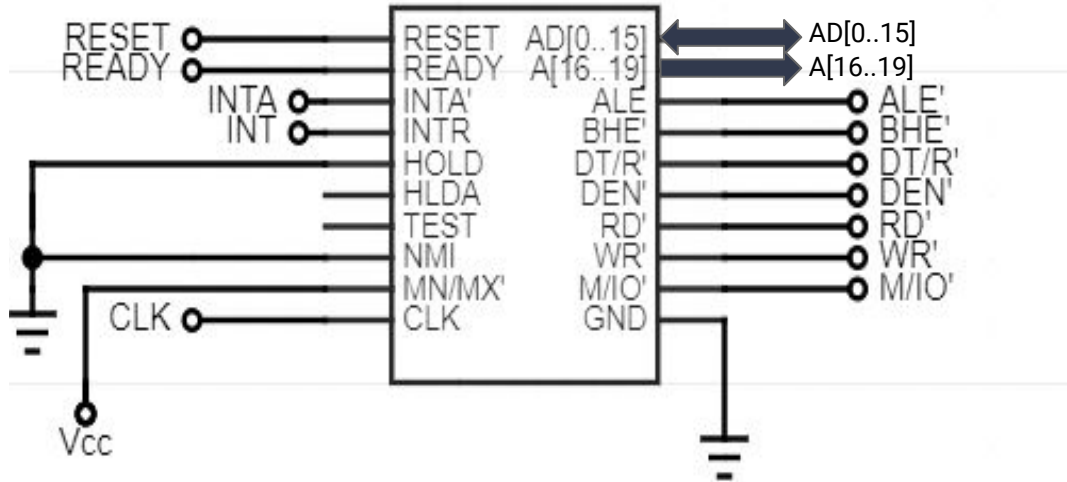 RESET RESET AD[0..15] AD[0..15]
READY READY A[16..19] A[16..19]
INTA INTA' ALE ALE'
INT INTR BHE' BHE'
HOLD DT/R' DT/R'
HLDA DEN' DEN'
TEST RD' RD'
NMI WR' WR'
MN/MX' M/IO' M/IO'
CLK CLK GND
Vcc